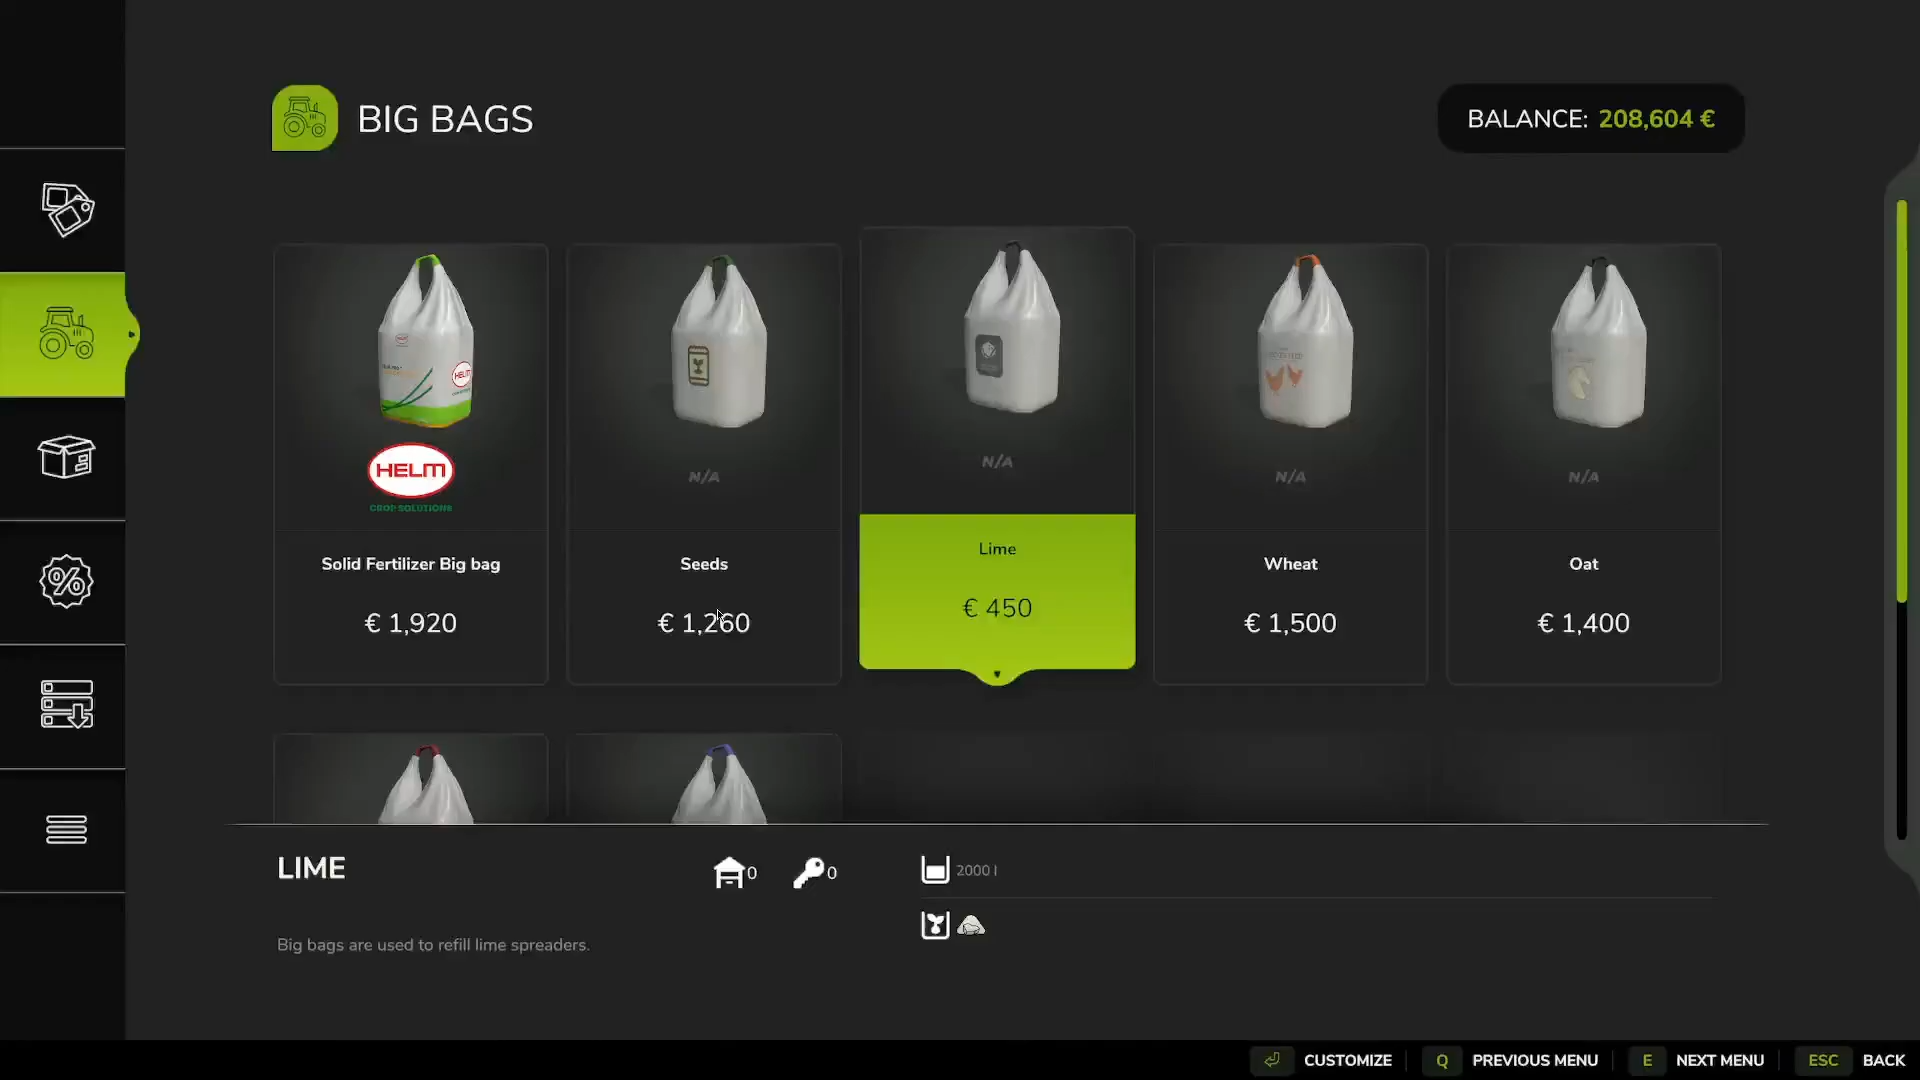 BIG BAGS
BALANCE: 208,604 €
HELM
HELM
CROP SOLUTIONS
N/A
N/A
N/A
N/A
Solid Fertilizer Big bag
Seeds
Lime
Wheat
Oat
€ 1,920
€ 1,260
€ 450
€ 1,500
€ 1,400
LIME
0
0
2000 l
Big bags are used to refill lime spreaders.
CUSTOMIZE
Q PREVIOUS MENU
E NEXT MENU
ESC BACK